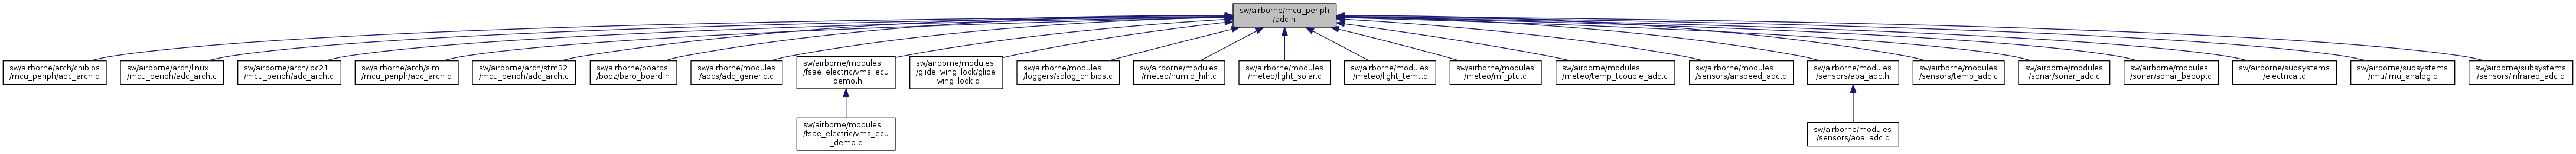 sw/airborne/mcu_periph
/adc.h
sw/airborne/arch/chibios
/mcu_periph/adc_arch.c
sw/airborne/arch/linux
/mcu_periph/adc_arch.c
sw/airborne/arch/lpc21
/mcu_periph/adc_arch.c
sw/airborne/arch/sim
/mcu_periph/adc_arch.c
sw/airborne/arch/stm32
/mcu_periph/adc_arch.c
sw/airborne/boards
/booz/baro_board.h
sw/airborne/modules
/adcs/adc_generic.c
sw/airborne/modules
/fsae_electric/vms_ecu
_demo.h
sw/airborne/modules
/glide_wing_lock/glide
_wing_lock.c
sw/airborne/modules
/loggers/sdlog_chibios.c
sw/airborne/modules
/meteo/humid_hih.c
sw/airborne/modules
/meteo/light_solar.c
sw/airborne/modules
/meteo/light_temt.c
sw/airborne/modules
/meteo/mf_ptu.c
sw/airborne/modules
/meteo/temp_tcouple_adc.c
sw/airborne/modules
/sensors/airspeed_adc.c
sw/airborne/modules
/sensors/aoa_adc.h
sw/airborne/modules
/sensors/temp_adc.c
sw/airborne/modules
/sonar/sonar_adc.c
sw/airborne/modules
/sonar/sonar_bebop.c
sw/airborne/subsystems
/electrical.c
sw/airborne/subsystems
/imu/imu_analog.c
sw/airborne/subsystems
/sensors/infrared_adc.c
sw/airborne/modules
/fsae_electric/vms_ecu
_demo.c
sw/airborne/modules
/sensors/aoa_adc.c